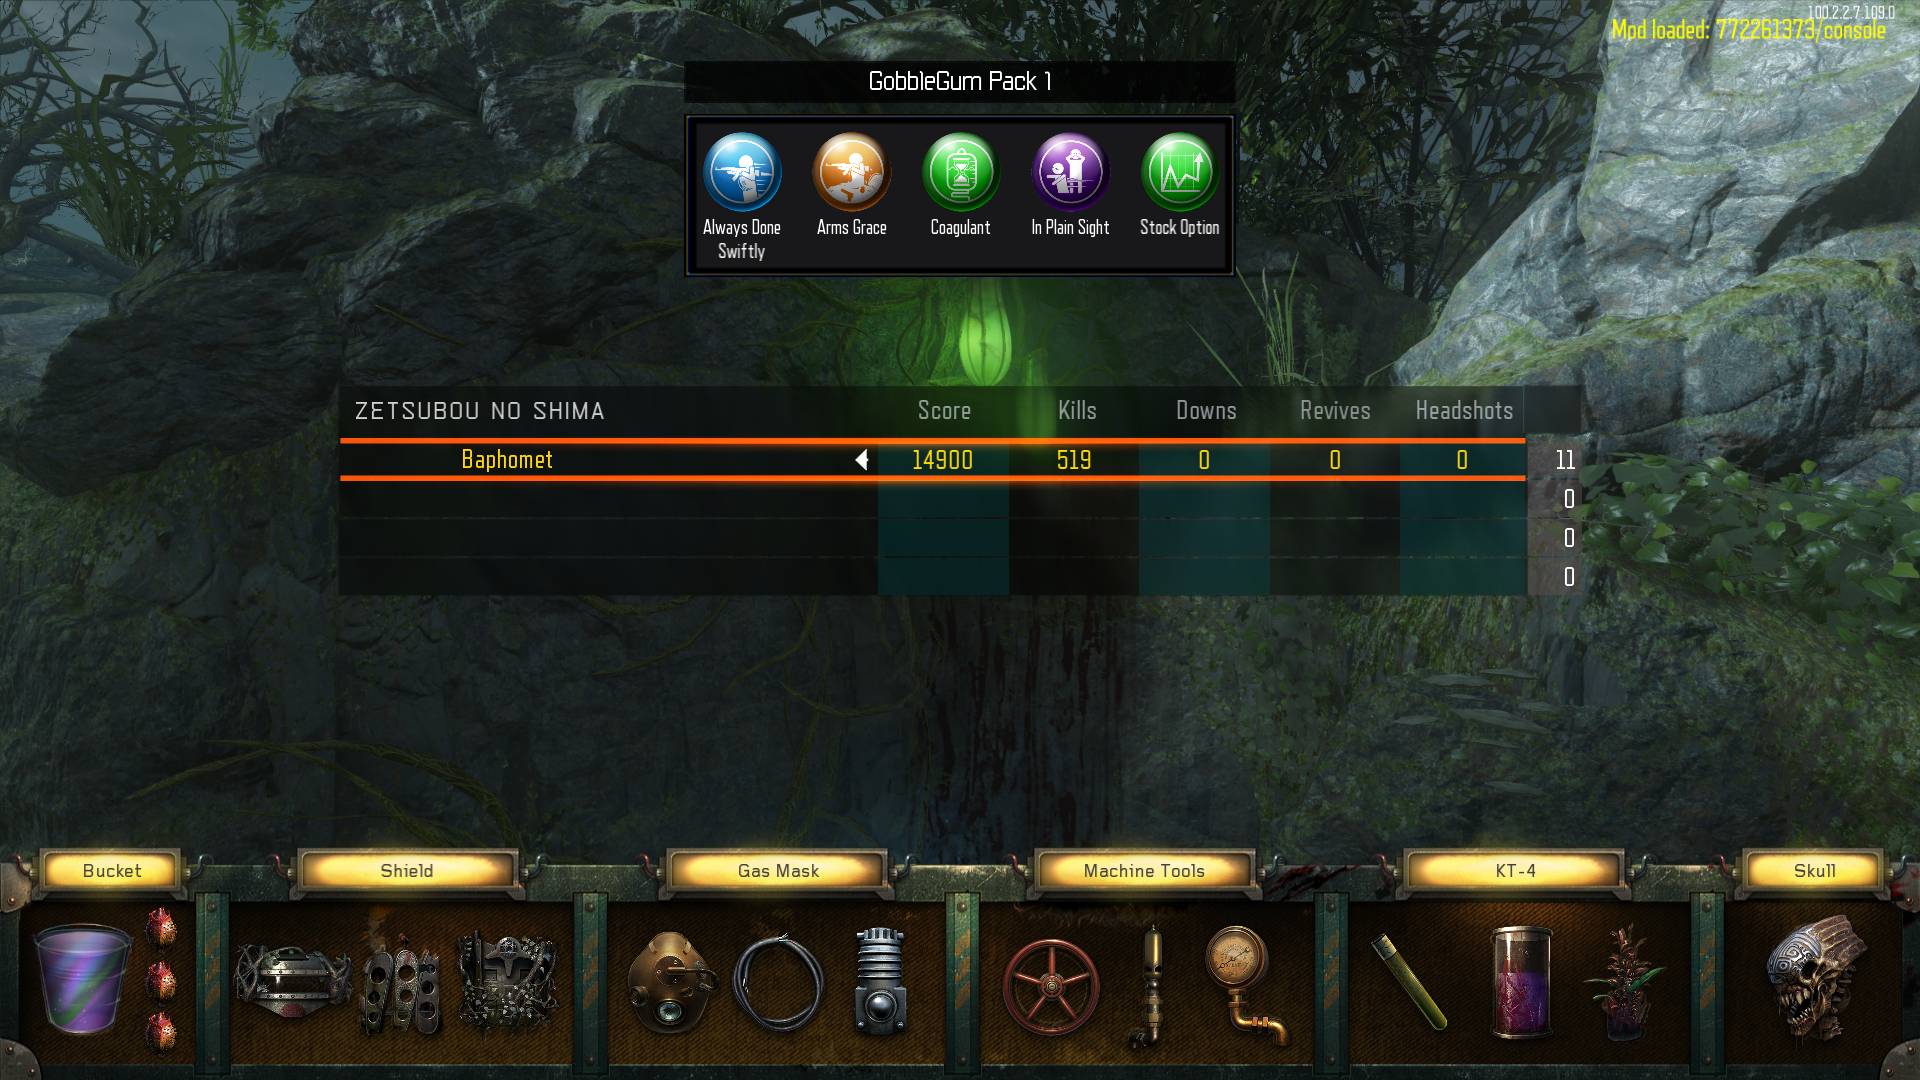 100.2.2.7.109.0
Mod loaded: 772261373/console
GobbleGum Pack 1
Always Done
Swiftly
Arms Grace
Coagulant
In Plain Sight
Stock Option
ZETSUBOU NO SHIMA Score Kills Downs Revives Headshots
Baphomet 14900 519 0 0 0 11
0
0
0
Bucket Shield Gas Mask Machine Tools KT-4 Skull